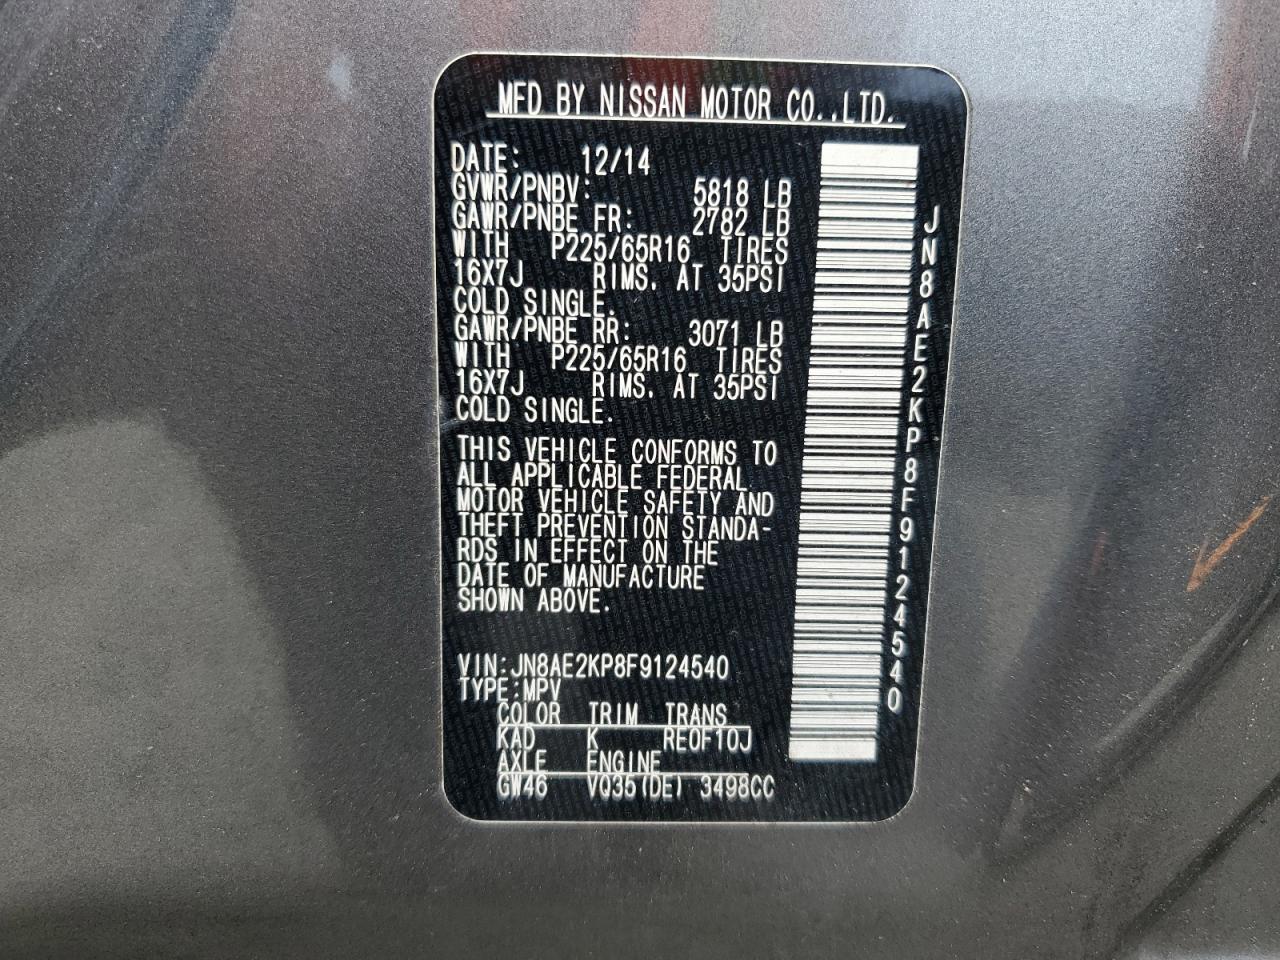 MFD BY NISSAN MOTOR CO.,LTD.
DATE: 12/14
GVWR/PNBV: 5818 LB
GAWR/PNBE FR: 2782 LB
WITH P225/65R16 TIRES
16X7J RIMS. AT 35PSI
COLD SINGLE.
GAWR/PNBE RR: 3071 LB
WITH P225/65R16 TIRES
16X7J RIMS. AT 35PSI
COLD SINGLE.
THIS VEHICLE CONFORMS TO
ALL APPLICABLE FEDERAL
MOTOR VEHICLE SAFETY AND
THEFT PREVENTION STANDA-
RDS IN EFFECT ON THE
DATE OF MANUFACTURE
SHOWN ABOVE.
VIN:JN8AE2KP8F9124540
TYPE:MPV
COLOR TRIM TRANS
KAD K RE0F10J
AXLE ENGINE
GW46 VQ35(DE) 3498CC
JN8AE2KP8F9124540